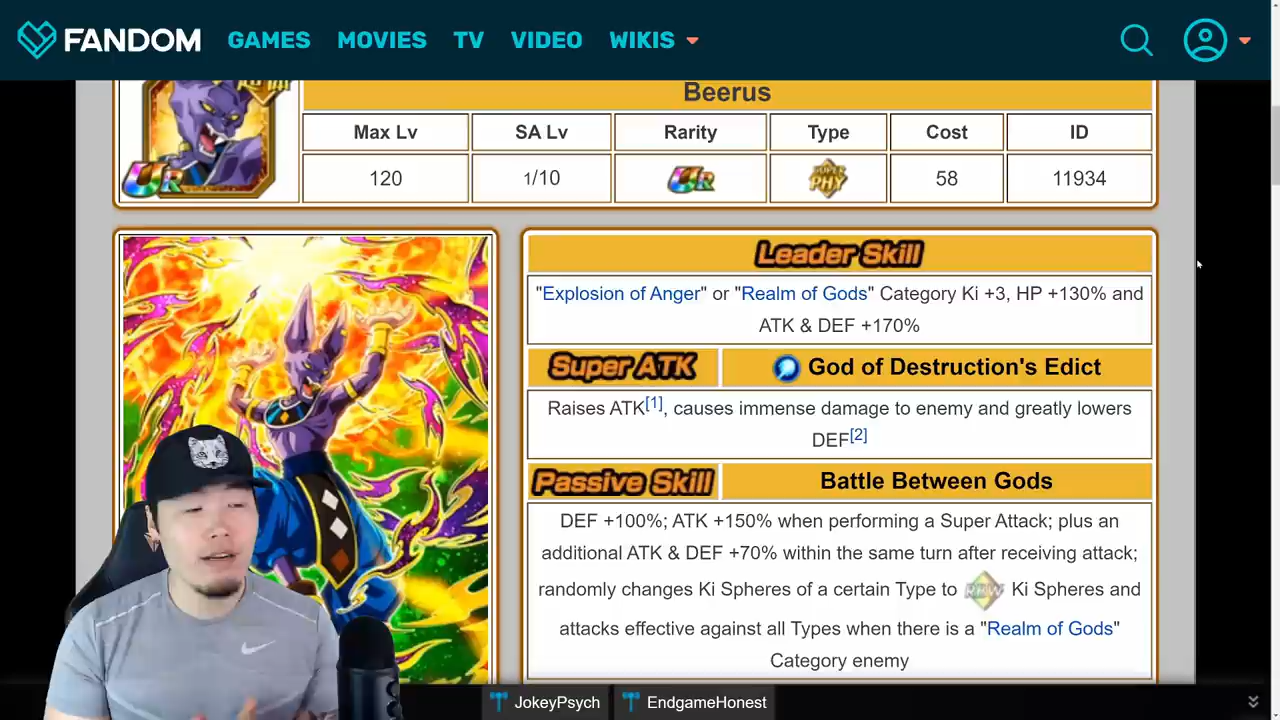 FANDOM GAMES MOVIES TV VIDEO WIKIS
Beerus
Max Lv SA Lv Rarity Type Cost ID
UR 120 1/10 UR SUPER PHY 58 11934
Leader Skill
"Explosion of Anger" or "Realm of Gods" Category Ki +3, HP +130% and
ATK & DEF +170%
Super ATK God of Destruction's Edict
Raises ATK[1], causes immense damage to enemy and greatly lowers
DEF[2]
Passive Skill Battle Between Gods
DEF +100%; ATK +150% when performing a Super Attack; plus an
additional ATK & DEF +70% within the same turn after receiving attack;
randomly changes Ki Spheres of a certain Type to RBW Ki Spheres and
attacks effective against all Types when there is a "Realm of Gods"
Category enemy
JokeyPsych EndgameHonest